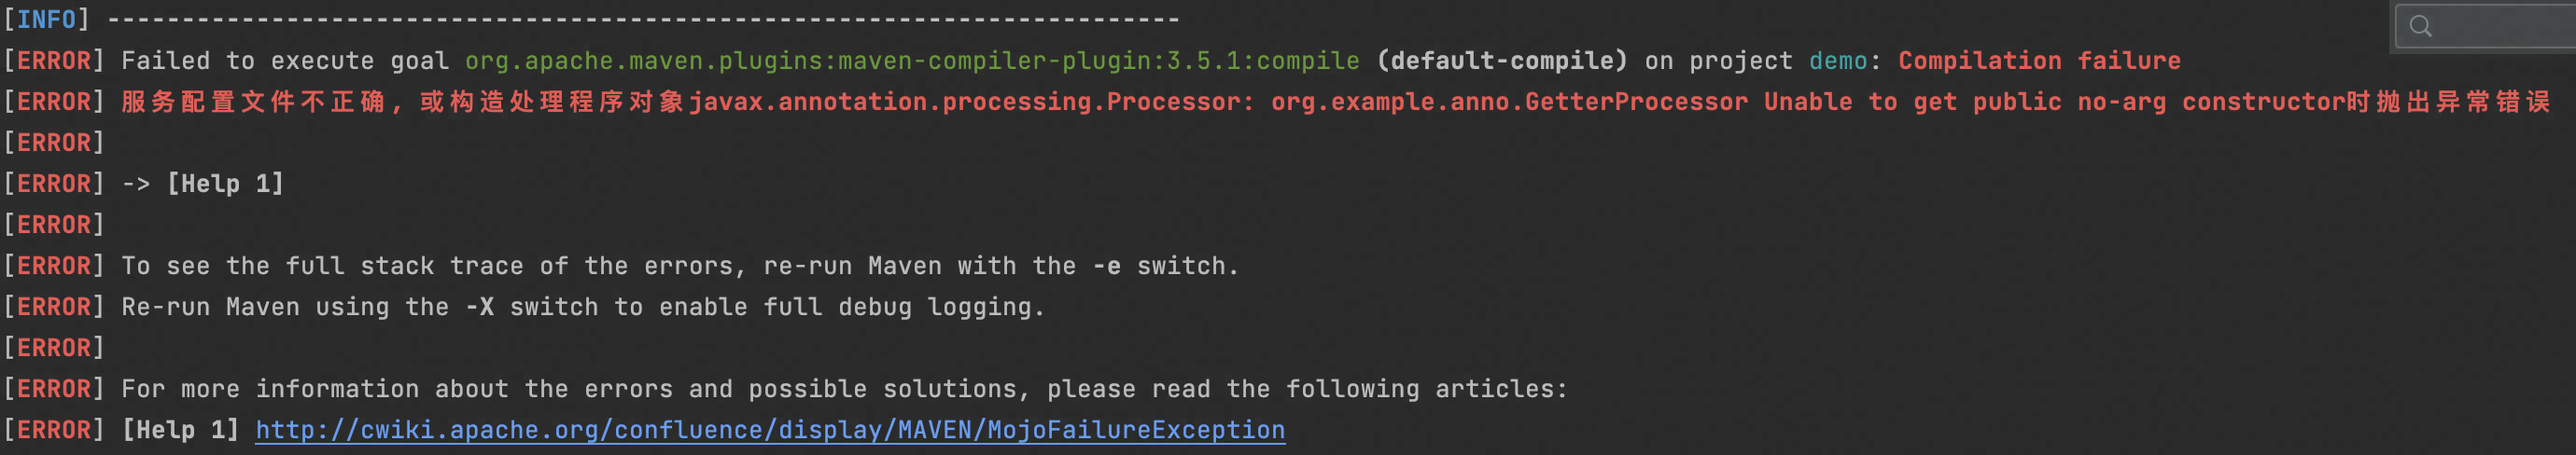 [INFO] ------------------------------------------------------------------------
[ERROR] Failed to execute goal org.apache.maven.plugins:maven-compiler-plugin:3.5.1:compile (default-compile) on project demo: Compilation failure
[ERROR] 服务配置文件不正确, 或构造处理程序对象javax.annotation.processing.Processor: org.example.anno.GetterProcessor Unable to get public no-arg constructor时抛出异常错误
[ERROR]
[ERROR] -> [Help 1]
[ERROR]
[ERROR] To see the full stack trace of the errors, re-run Maven with the -e switch.
[ERROR] Re-run Maven using the -X switch to enable full debug logging.
[ERROR]
[ERROR] For more information about the errors and possible solutions, please read the following articles:
[ERROR] [Help 1] http://cwiki.apache.org/confluence/display/MAVEN/MojoFailureException